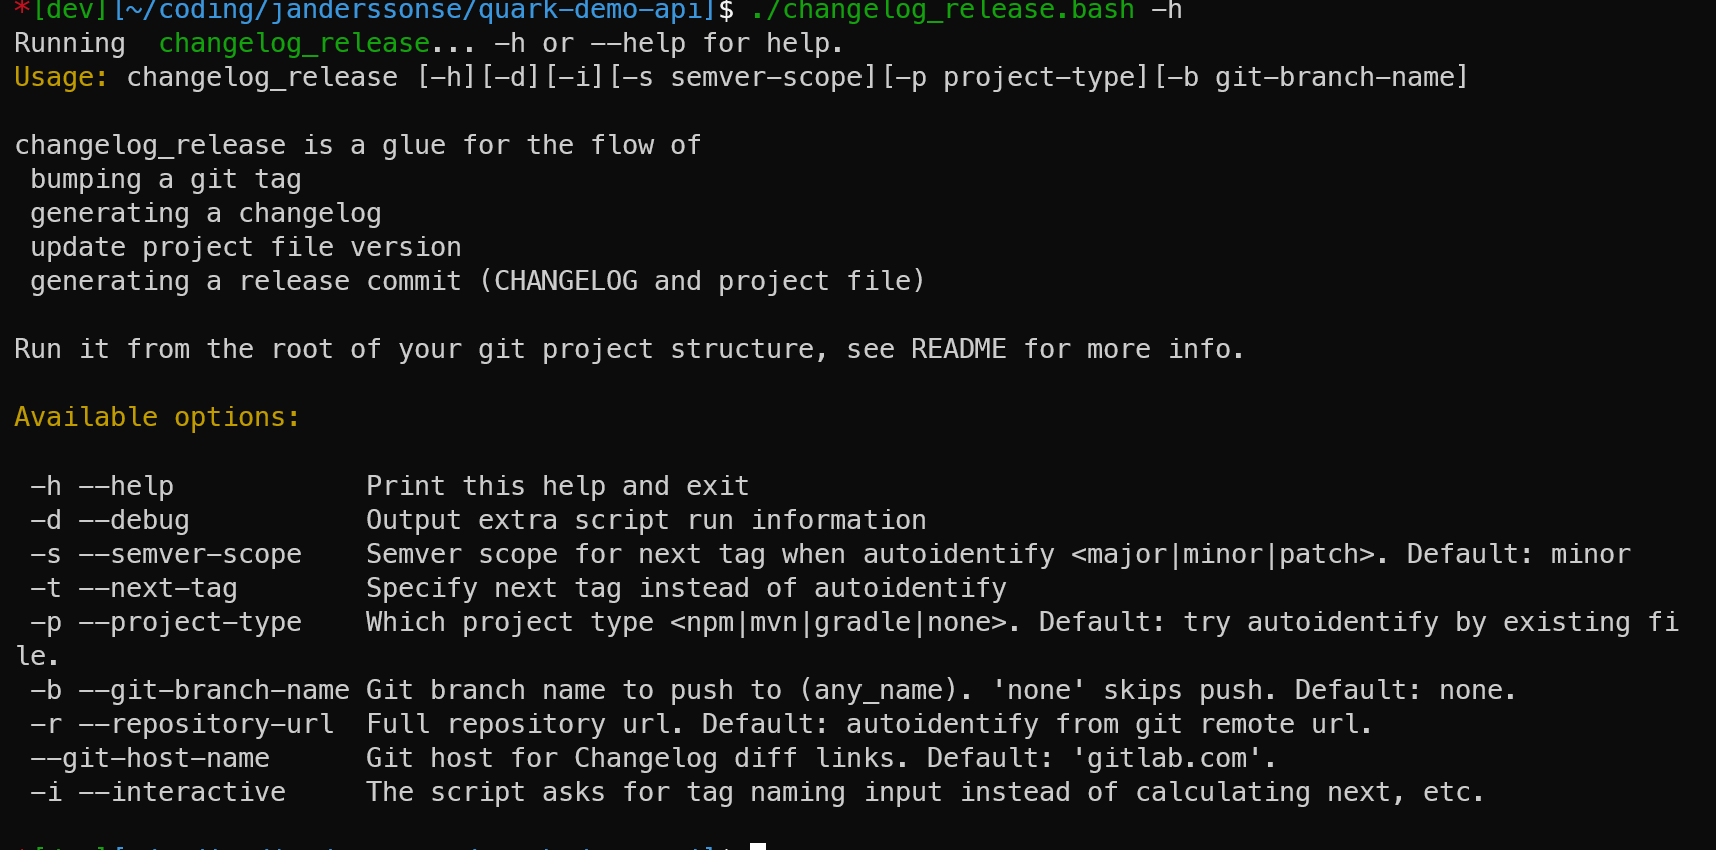 *[dev][~/coding/janderssonse/quark-demo-api]$ ./changelog_release.bash -h
Running  changelog_release... -h or --help for help.
Usage: changelog_release [-h][-d][-i][-s semver-scope][-p project-type][-b git-branch-name]

changelog_release is a glue for the flow of
 bumping a git tag
 generating a changelog
 update project file version
 generating a release commit (CHANGELOG and project file)

Run it from the root of your git project structure, see README for more info.

Available options:

 -h --help            Print this help and exit
 -d --debug           Output extra script run information
 -s --semver-scope    Semver scope for next tag when autoidentify <major|minor|patch>. Default: minor
 -t --next-tag        Specify next tag instead of autoidentify
 -p --project-type    Which project type <npm|mvn|gradle|none>. Default: try autoidentify by existing fi
le.
 -b --git-branch-name Git branch name to push to (any_name). 'none' skips push. Default: none.
 -r --repository-url  Full repository url. Default: autoidentify from git remote url.
 --git-host-name      Git host for Changelog diff links. Default: 'gitlab.com'.
 -i --interactive     The script asks for tag naming input instead of calculating next, etc.